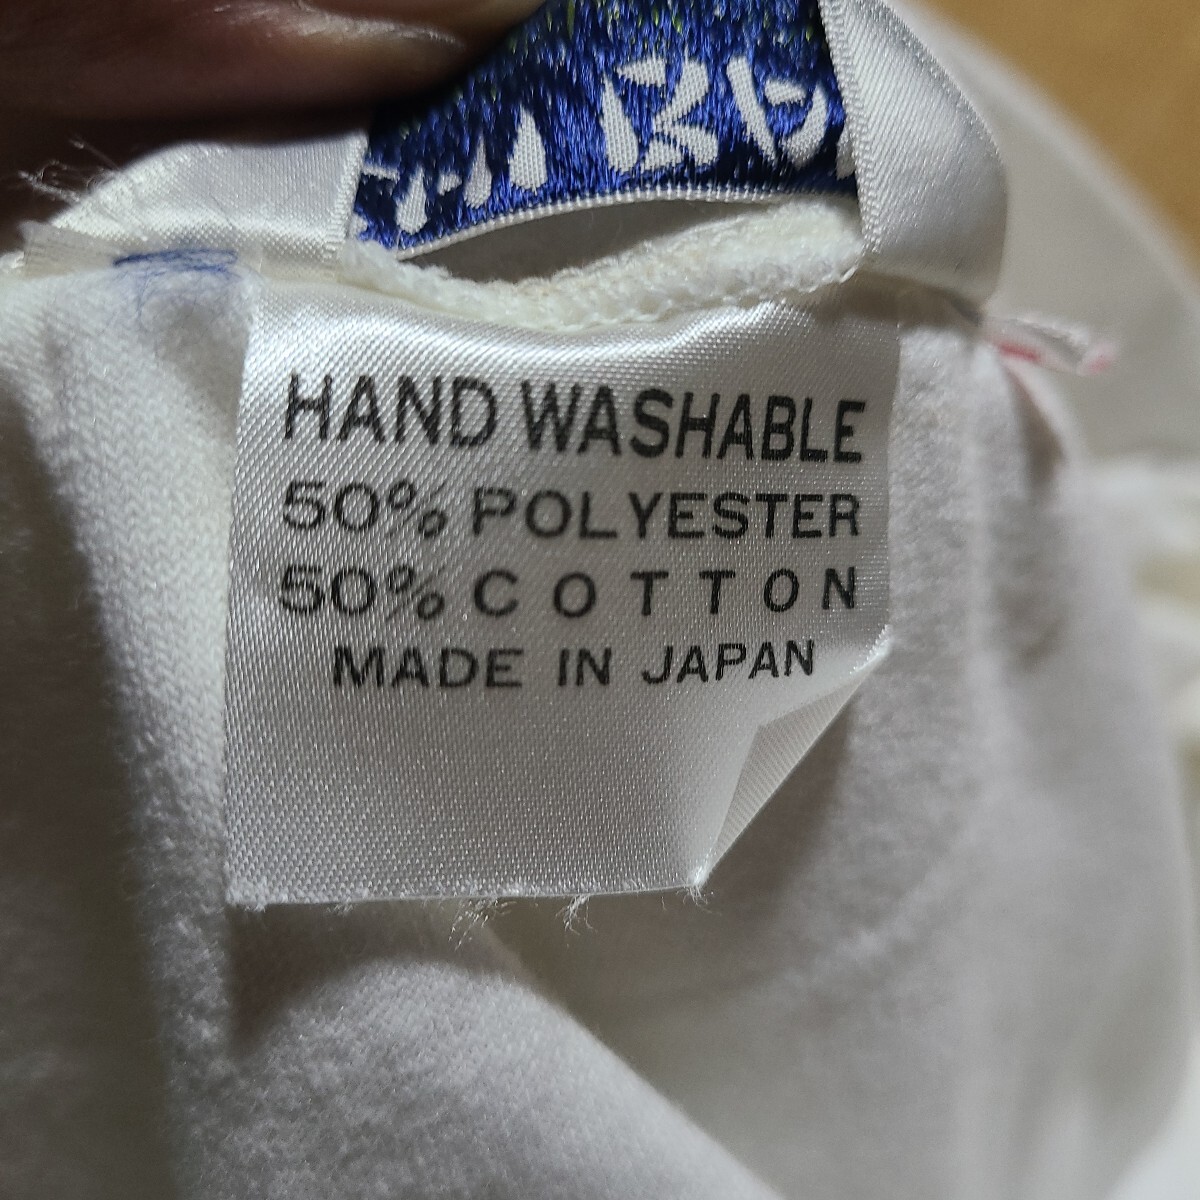 HAND WASHABLE
50% POLYESTER
50% COTTON
MADE IN JAPAN